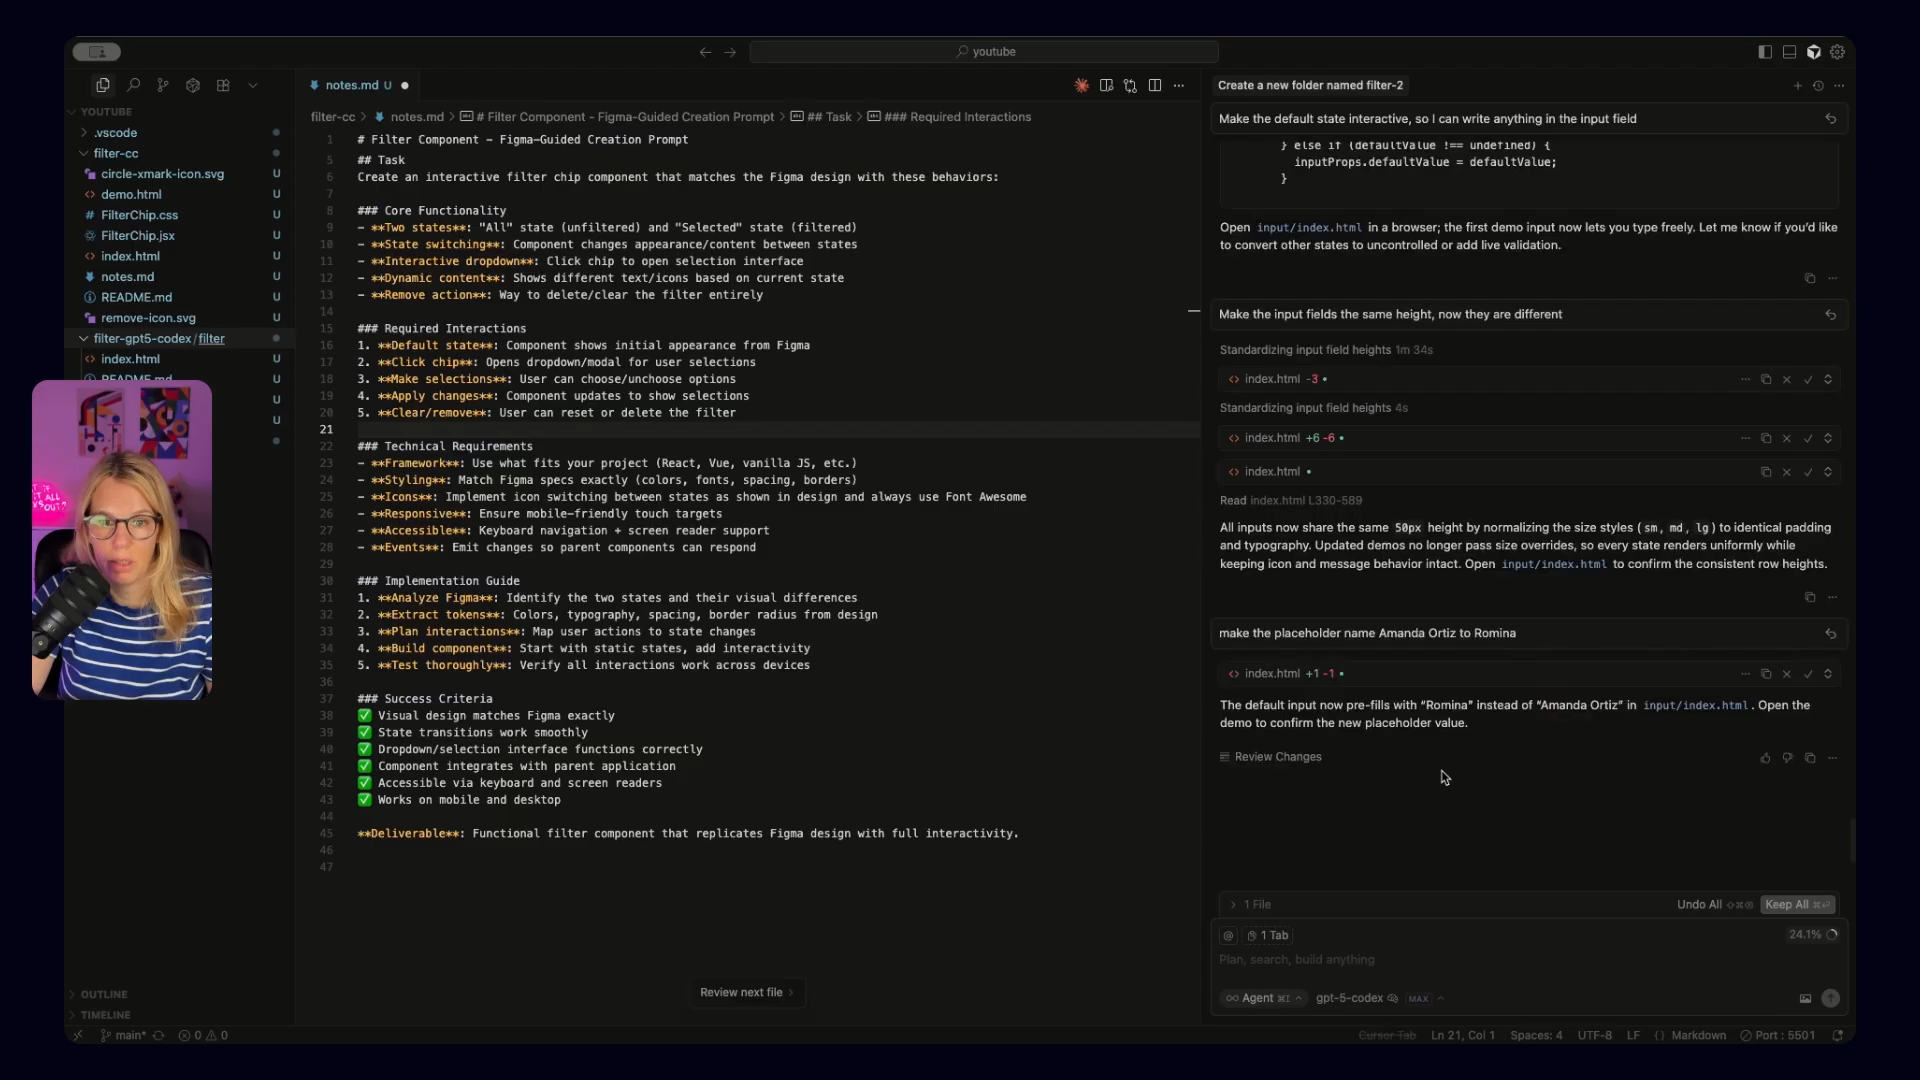 youtube
YOUTUBE
.vscode
filter-cc
circle-xmark-icon.svg U
demo.html U
FilterChip.css U
FilterChip.jsx U
index.html U
notes.md U
README.md U
remove-icon.svg U
filter-gpt5-codex / filter
index.html U
README.md U
U
U
OUTLINE
TIMELINE
notes.md U
filter-cc > notes.md > # Filter Component - Figma-Guided Creation Prompt > ## Task > ### Required Interactions
1 # Filter Component - Figma-Guided Creation Prompt
5 ## Task
6 Create an interactive filter chip component that matches the Figma design with these behaviors:
7
8 ### Core Functionality
9 - **Two states**: "All" state (unfiltered) and "Selected" state (filtered)
10 - **State switching**: Component changes appearance/content between states
11 - **Interactive dropdown**: Click chip to open selection interface
12 - **Dynamic content**: Shows different text/icons based on current state
13 - **Remove action**: Way to delete/clear the filter entirely
14
15 ### Required Interactions
16 1. **Default state**: Component shows initial appearance from Figma
17 2. **Click chip**: Opens dropdown/modal for user selections
18 3. **Make selections**: User can choose/unchoose options
19 4. **Apply changes**: Component updates to show selections
20 5. **Clear/remove**: User can reset or delete the filter
21
22 ### Technical Requirements
23 - **Framework**: Use what fits your project (React, Vue, vanilla JS, etc.)
24 - **Styling**: Match Figma specs exactly (colors, fonts, spacing, borders)
25 - **Icons**: Implement icon switching between states as shown in design and always use Font Awesome
26 - **Responsive**: Ensure mobile-friendly touch targets
27 - **Accessible**: Keyboard navigation + screen reader support
28 - **Events**: Emit changes so parent components can respond
29
30 ### Implementation Guide
31 1. **Analyze Figma**: Identify the two states and their visual differences
32 2. **Extract tokens**: Colors, typography, spacing, border radius from design
33 3. **Plan interactions**: Map user actions to state changes
34 4. **Build component**: Start with static states, add interactivity
35 5. **Test thoroughly**: Verify all interactions work across devices
36
37 ### Success Criteria
38 ✅ Visual design matches Figma exactly
39 ✅ State transitions work smoothly
40 ✅ Dropdown/selection interface functions correctly
41 ✅ Component integrates with parent application
42 ✅ Accessible via keyboard and screen readers
43 ✅ Works on mobile and desktop
44
45 **Deliverable**: Functional filter component that replicates Figma design with full interactivity.
46
47
Review next file >
Create a new folder named filter-2
Make the default state interactive, so I can write anything in the input field
} else if (defaultValue !== undefined) {
inputProps.defaultValue = defaultValue;
}
Open input/index.html in a browser; the first demo input now lets you type freely. Let me know if you'd like
to convert other states to uncontrolled or add live validation.
Make the input fields the same height, now they are different
Standardizing input field heights 1m 34s
index.html -3 •
Standardizing input field heights 4s
index.html +6 -6 •
index.html •
Read index.html L330-589
All inputs now share the same 50px height by normalizing the size styles (sm, md, lg) to identical padding
and typography. Updated demos no longer pass size overrides, so every state renders uniformly while
keeping icon and message behavior intact. Open input/index.html to confirm the consistent row heights.
make the placeholder name Amanda Ortiz to Romina
index.html +1 -1 •
The default input now pre-fills with “Romina” instead of “Amanda Ortiz” in input/index.html. Open the
demo to confirm the new placeholder value.
Review Changes
> 1 File Undo All Keep All
@ 1 Tab 24.1%
Plan, search, build anything
Agent ⌘I gpt-5-codex MAX
main* 0 0 Cursor Tab Ln 21, Col 1 Spaces: 4 UTF-8 LF {} Markdown Port : 5501